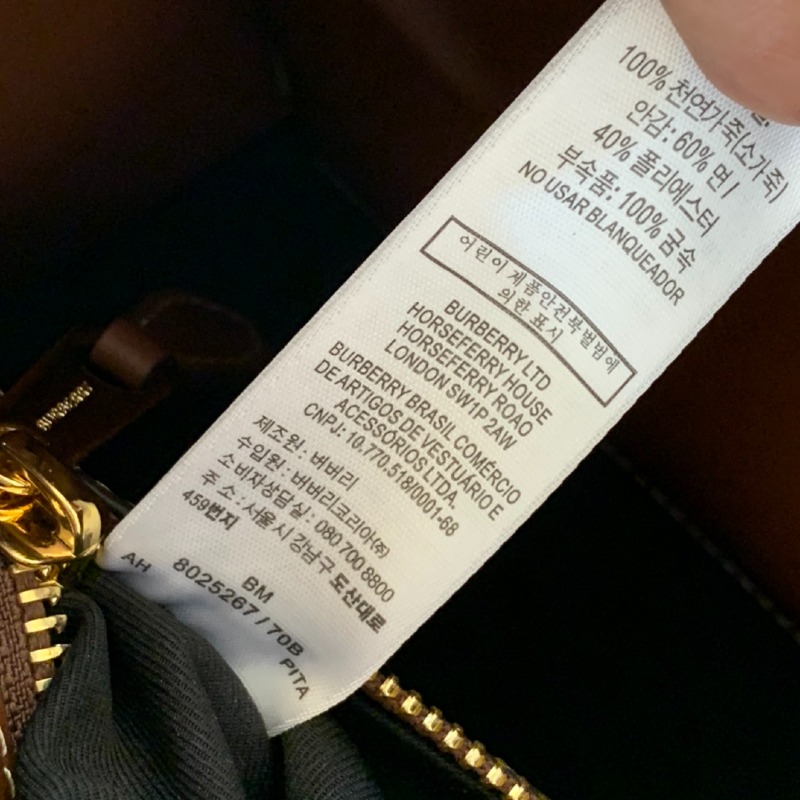 100% 천연가죽(소가죽)
안감: 60% 면 /
40% 폴리에스터
부속품: 100% 굼속
NO USAR BLANQUEADOR
어린이제품안전특별법에
의한 표시
BURBERRY LTD
HORSEFERRY HOUSE
HORSEFERRY ROAD
LONDON SW1P 2AW
BURBERRY BRASIL COMÉRCIO
DE ARTIGOS DE VESTUÁRIO E
ACESSÓRIOS LTDA.
CNPJ: 10.770.518/0001-68
제조원: 버버리
수입원: 버버리코리아㈜
소비자상담실: 080 700 8800
주 소: 서울시 강남구 도산대로
459번지
BM
AH 8025267 / 70B
PITA
BURBERRY